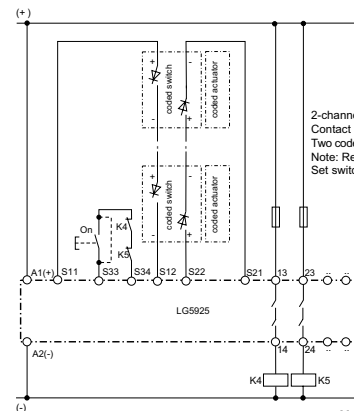 (+)
+ -
coded switch
coded actuator
- +
2-channe
Contact
Two code
Note: Re
Set switc
+ -
coded switch
coded actuator
- +
On
K4
K5
A1(+) S11 S33 S34 S12 S22 S21 13 23 .. ..
LG5925
A2(-) 14 24 .. ..
K4 K5
(-)